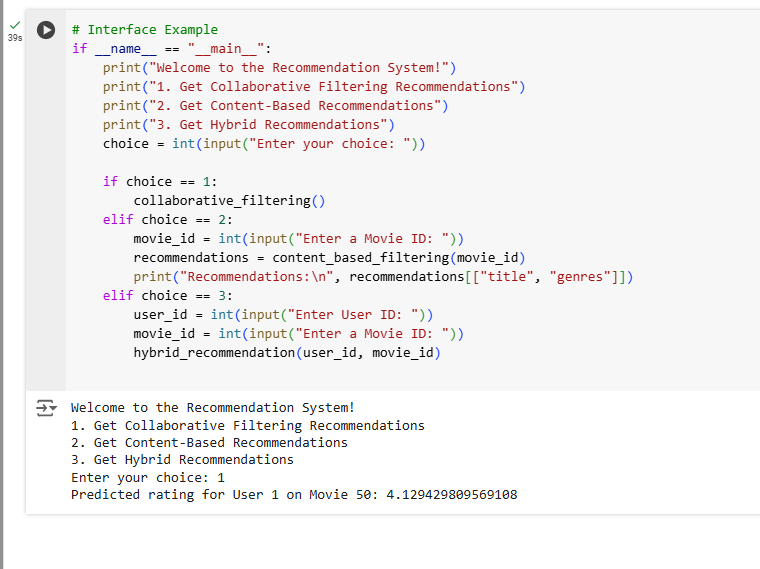 39s
# Interface Example
if __name__ == "__main__":
    print("Welcome to the Recommendation System!")
    print("1. Get Collaborative Filtering Recommendations")
    print("2. Get Content-Based Recommendations")
    print("3. Get Hybrid Recommendations")
    choice = int(input("Enter your choice: "))

    if choice == 1:
        collaborative_filtering()
    elif choice == 2:
        movie_id = int(input("Enter a Movie ID: "))
        recommendations = content_based_filtering(movie_id)
        print("Recommendations:\n", recommendations[["title", "genres"]])
    elif choice == 3:
        user_id = int(input("Enter User ID: "))
        movie_id = int(input("Enter a Movie ID: "))
        hybrid_recommendation(user_id, movie_id)

Welcome to the Recommendation System!
1. Get Collaborative Filtering Recommendations
2. Get Content-Based Recommendations
3. Get Hybrid Recommendations
Enter your choice: 1
Predicted rating for User 1 on Movie 50: 4.129429809569108